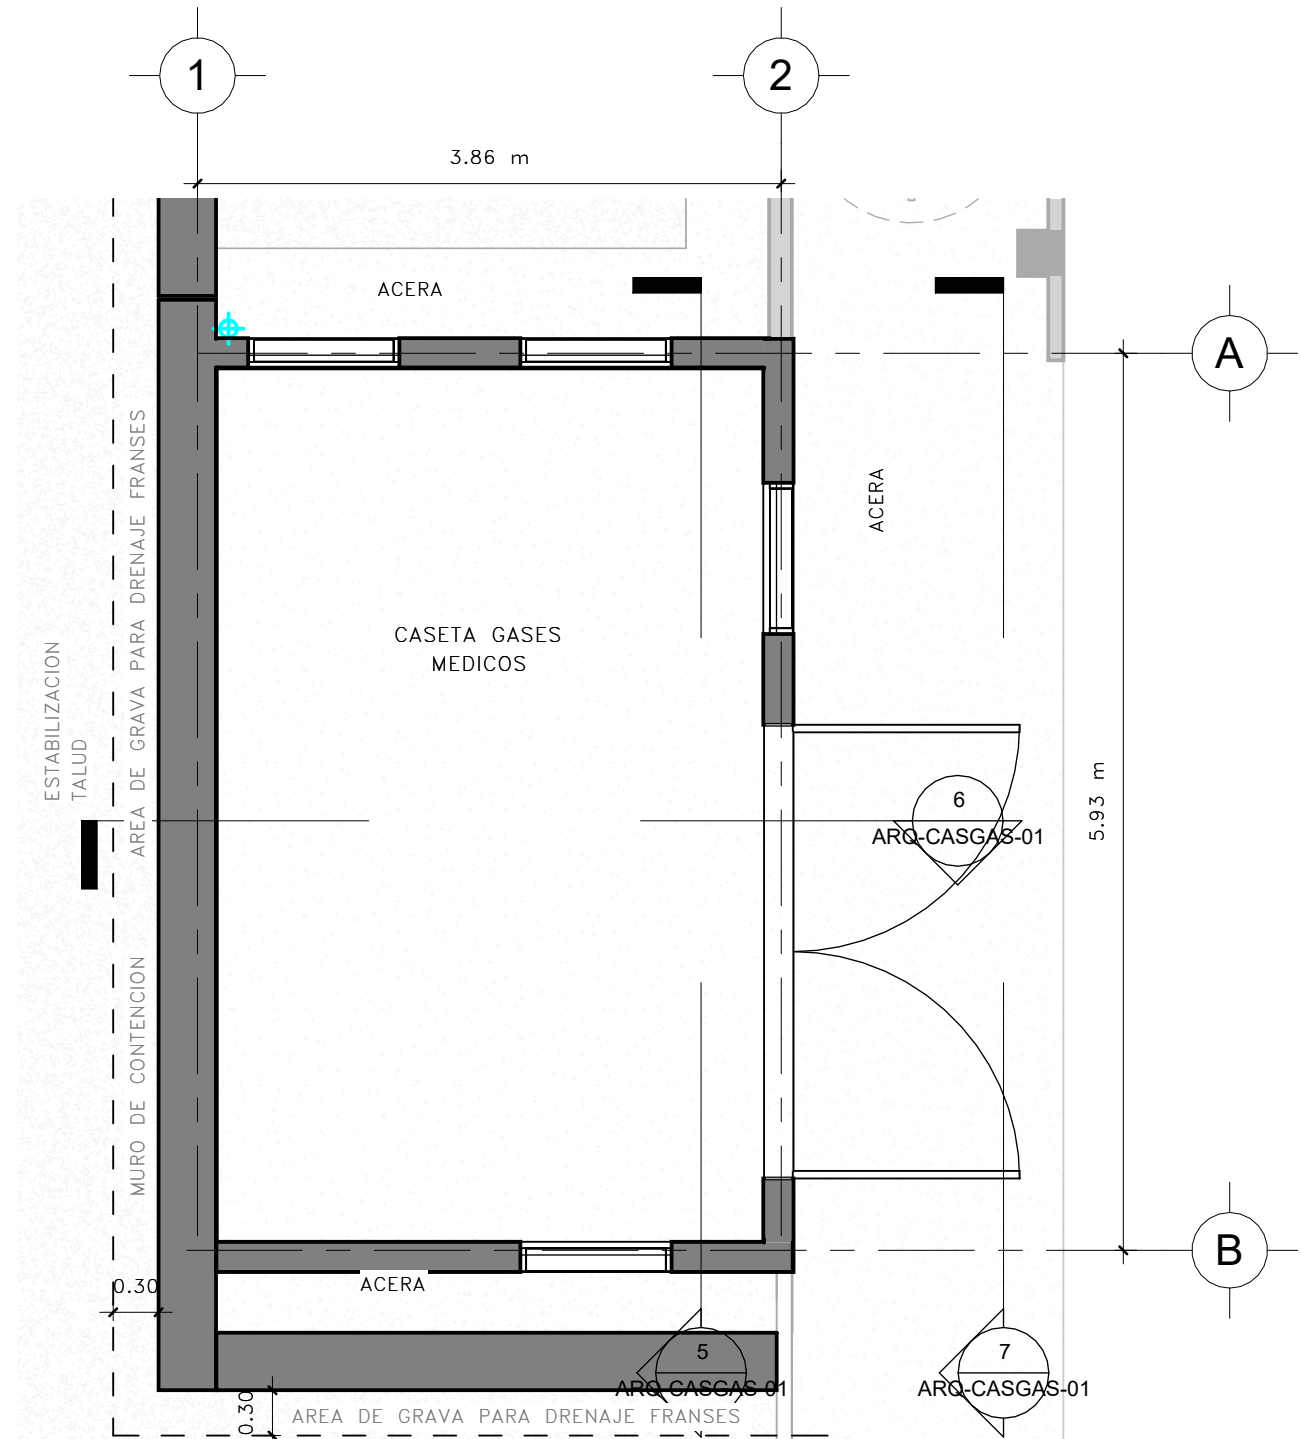 1
2
3.86 m
ACERA
A
AREA DE GRAVA PARA DRENAJE FRANSES
ACERA
CASETA GASES
MEDICOS
ESTABILIZACION
TALUD
6
ARQ-CASGAS-01
5.93 m
MURO DE CONTENCION
B
0.30
ACERA
5
ARQ-CASGAS-01
7
ARQ-CASGAS-01
0.30
AREA DE GRAVA PARA DRENAJE FRANSES